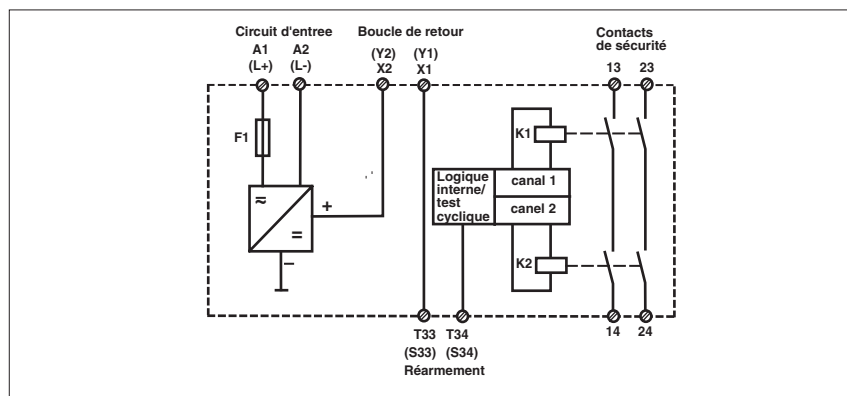 Circuit d'entree
Boucle de retour
Contacts
de sécurité
A1
(L+)
A2
(L-)
(Y2)
X2
(Y1)
X1
13
23
F1
≂
=
+
–
Logique
interne/
test
cyclique
canal 1
canel 2
K1
K2
T33
(S33)
T34
(S34)
Réarmement
14
24